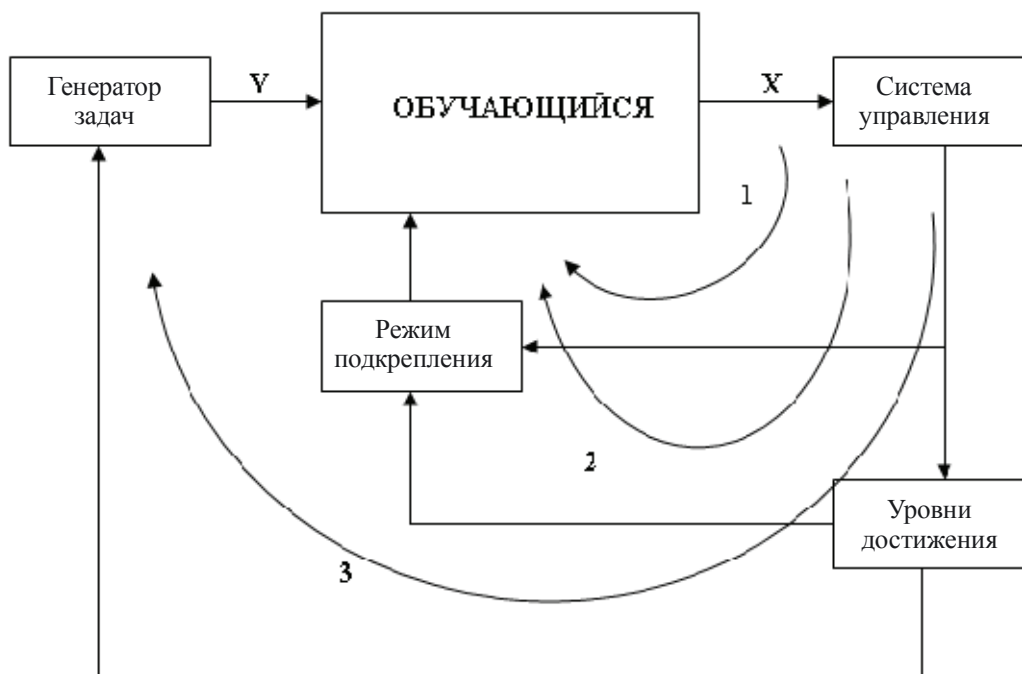 Генератор
задач
Y
ОБУЧАЮЩИЙСЯ
X
Система
управления
1
Режим
подкрепления
2
Уровни
достижения
3